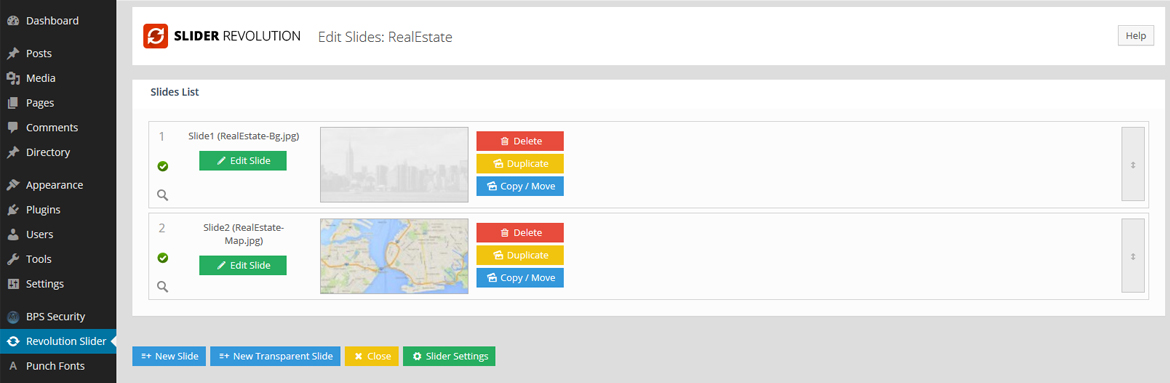 Dashboard
Posts
Media
Pages
Comments
Directory
Appearance
Plugins
Users
Tools
Settings
BPS Security
Revolution Slider
A Punch Fonts
SLIDER REVOLUTION
Edit Slides: RealEstate
Help
Slides List
1
Slide1 (RealEstate-Bg.jpg)
Edit Slide
Delete
Duplicate
Copy / Move
2
Slide2 (RealEstate-
Map.jpg)
Edit Slide
Delete
Duplicate
Copy / Move
New Slide
New Transparent Slide
Close
Slider Settings